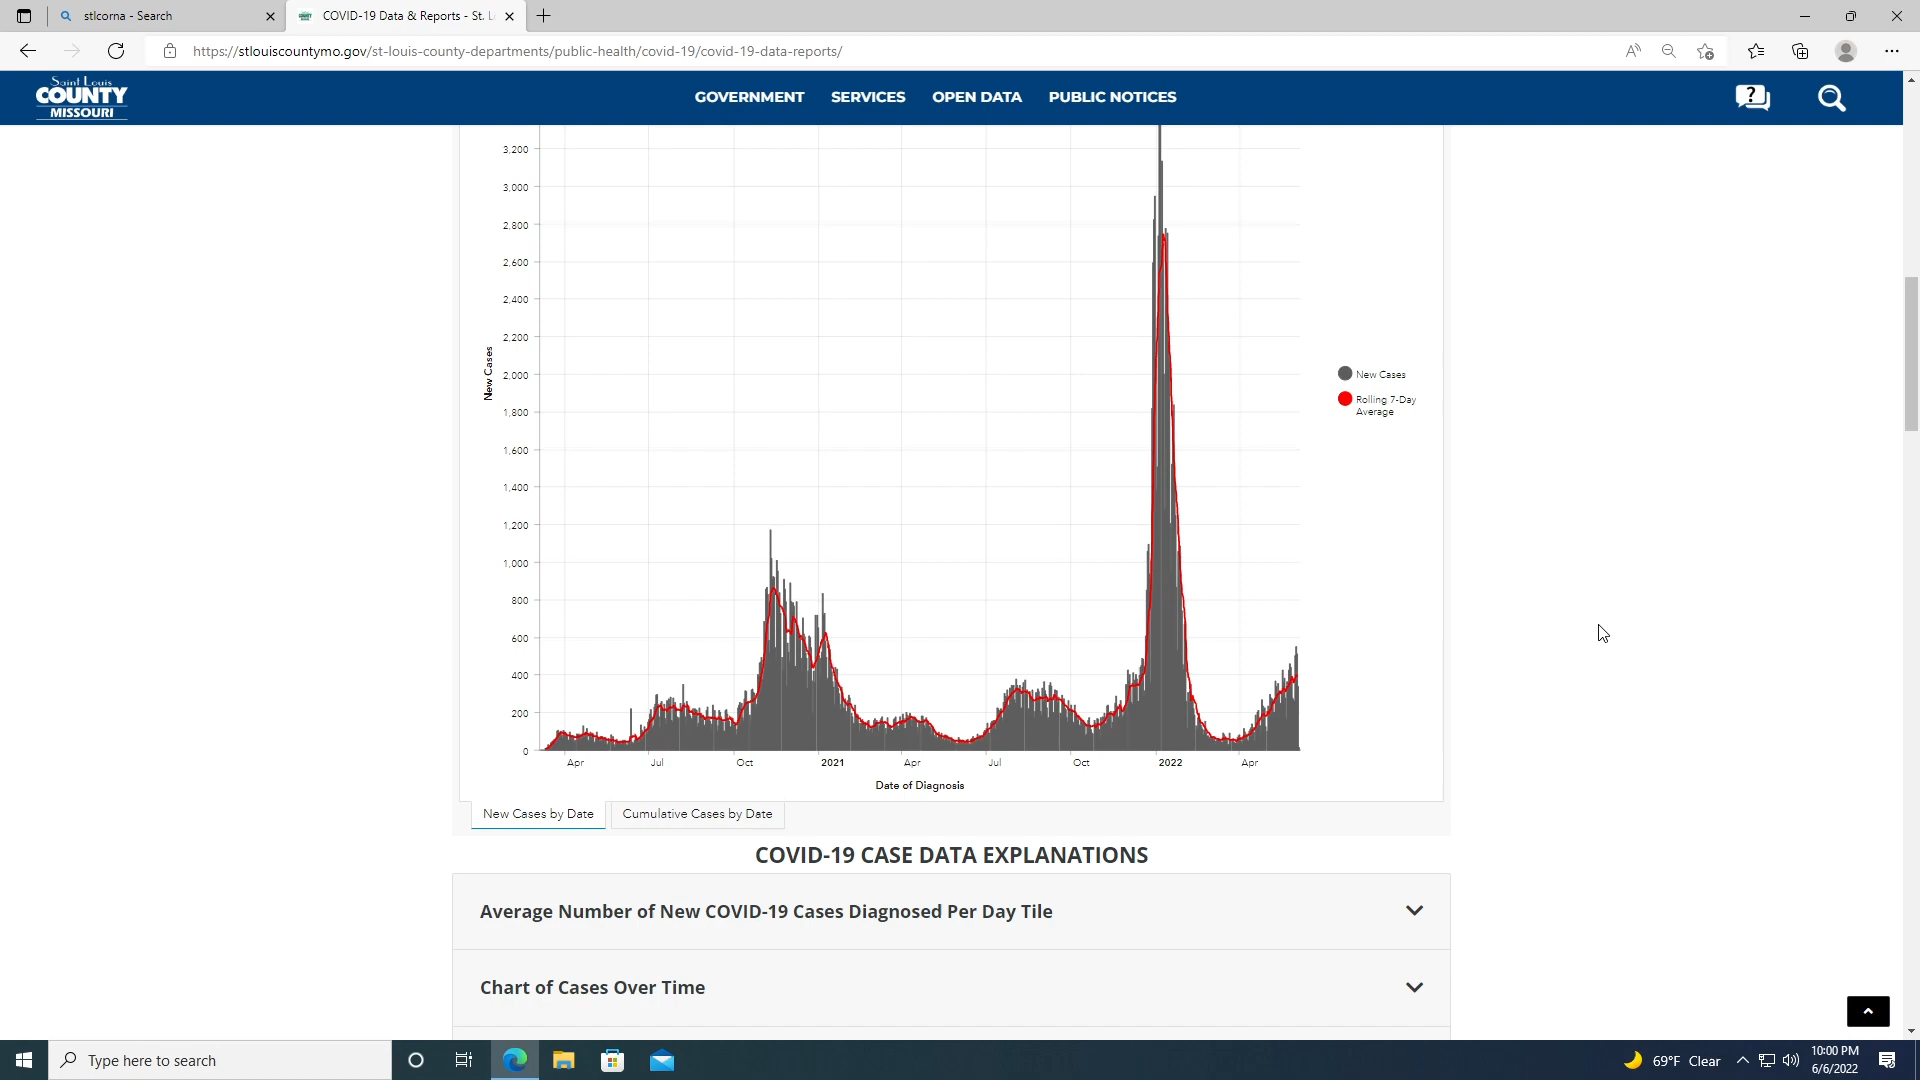 stlcorna - Search
COVID-19 Data & Reports - St. L
https://stlouiscountymo.gov/st-louis-county-departments/public-health/covid-19/covid-19-data-reports/
Saint Louis
COUNTY
MISSOURI
GOVERNMENT
SERVICES
OPEN DATA
PUBLIC NOTICES
?
3,200
3,000
2,800
2,600
2,400
2,200
2,000
1,800
1,600
1,400
1,200
1,000
800
600
400
200
0
New Cases
Apr
Jul
Oct
2021
Apr
Jul
Oct
2022
Apr
Date of Diagnosis
New Cases
Rolling 7-Day
Average
New Cases by Date
Cumulative Cases by Date
COVID-19 CASE DATA EXPLANATIONS
Average Number of New COVID-19 Cases Diagnosed Per Day Tile
Chart of Cases Over Time
Type here to search
69°F Clear
10:00 PM
6/6/2022